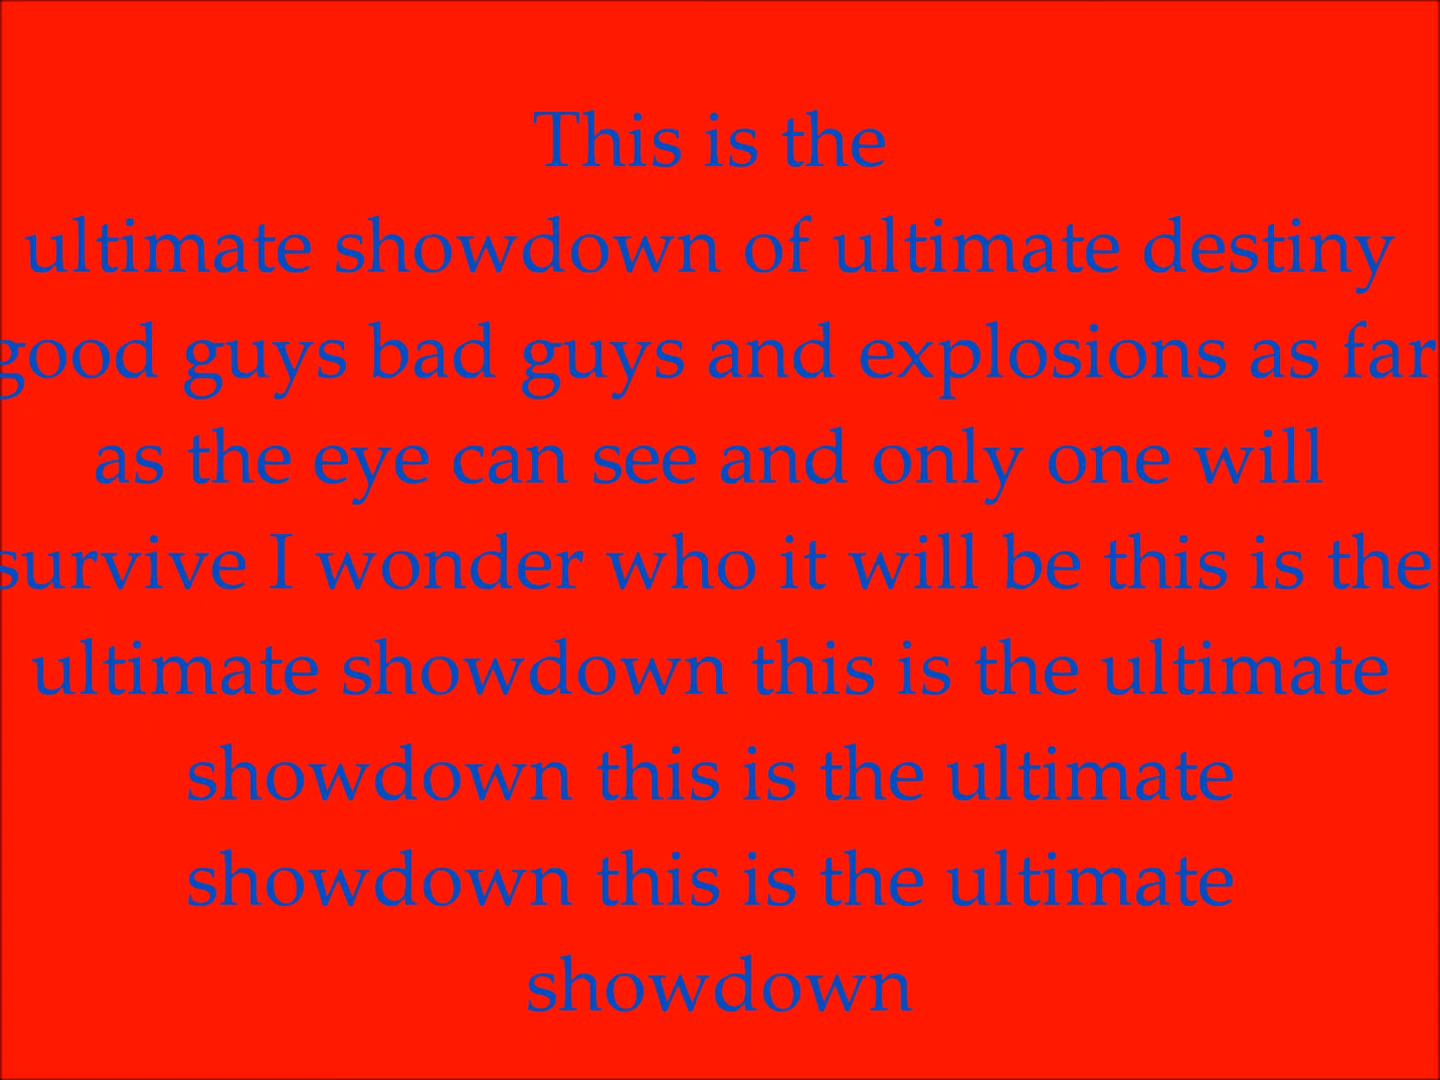 This is the
ultimate showdown of ultimate destiny
good guys bad guys and explosions as far
as the eye can see and only one will
survive I wonder who it will be this is the
ultimate showdown this is the ultimate
showdown this is the ultimate
showdown this is the ultimate
showdown